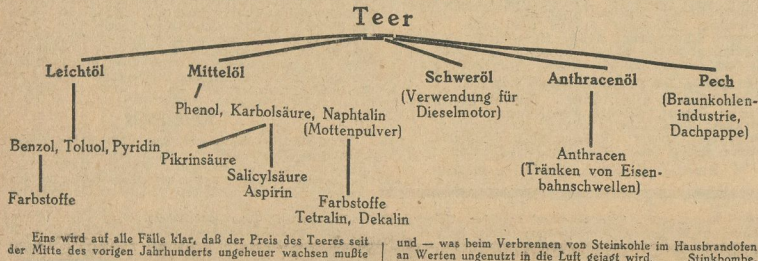 Teer
Leichtöl Mittelöl Schweröl Anthracenöl Pech
(Verwendung für
Dieselmotor)
(Braunkohlen-
industrie,
Dachpappe)
Phenol, Karbolsäure, Naphtalin
(Mottenpulver)
Benzol, Toluol, Pyridin
Pikrinsäure
Salicylsäure
Aspirin
Anthracen
(Tränken von Eisen-
bahnschwellen)
Farbstoffe
Farbstoffe
Tetralin, Dekalin
Eins wird auf alle Fälle klar, daß der Preis des Teeres seit
der Mitte des vorigen Jahrhunderts ungeheuer wachsen mußte
und — was beim Verbrennen von Steinkohle im Hausbrandofen
an Werten ungenutzt in die Luft gejagt wird Stinkbombe